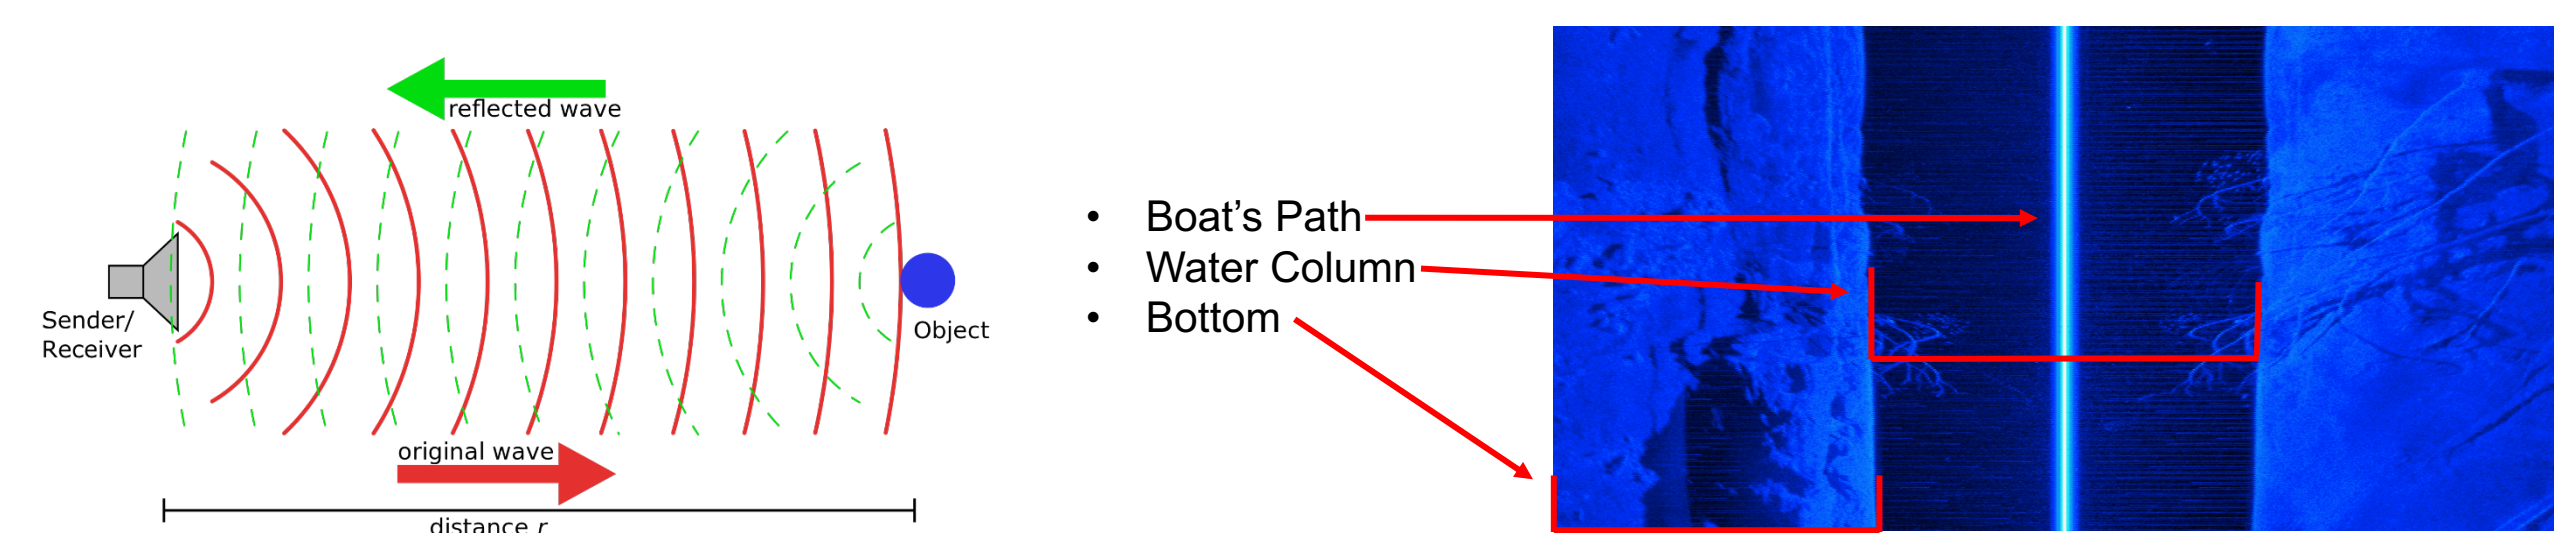 reflected wave
Sender/
Receiver
Object
original wave
distance r
• Boat's Path
• Water Column
• Bottom